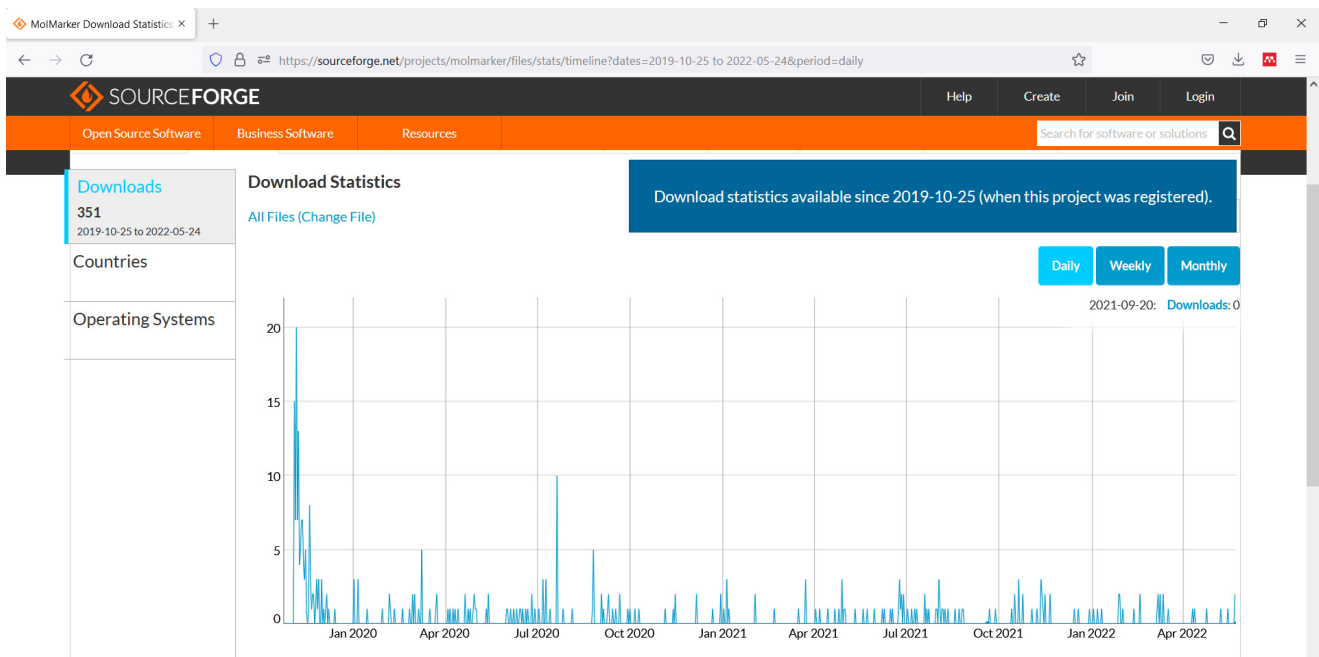 MolMarker Download Statistics:
https://sourceforge.net/projects/molmarker/files/stats/timeline?dates=2019-10-25 to 2022-05-24&period=daily
SOURCEFORGE
Help Create Join Login
Open Source Software Business Software Resources
Search for software or solutions
Downloads
351
2019-10-25 to 2022-05-24
Countries
Operating Systems
Download Statistics
All Files (Change File)
Download statistics available since 2019-10-25 (when this project was registered).
Daily Weekly Monthly
2021-09-20: Downloads: 0
20
15
10
5
0
Jan 2020 Apr 2020 Jul 2020 Oct 2020 Jan 2021 Apr 2021 Jul 2021 Oct 2021 Jan 2022 Apr 2022